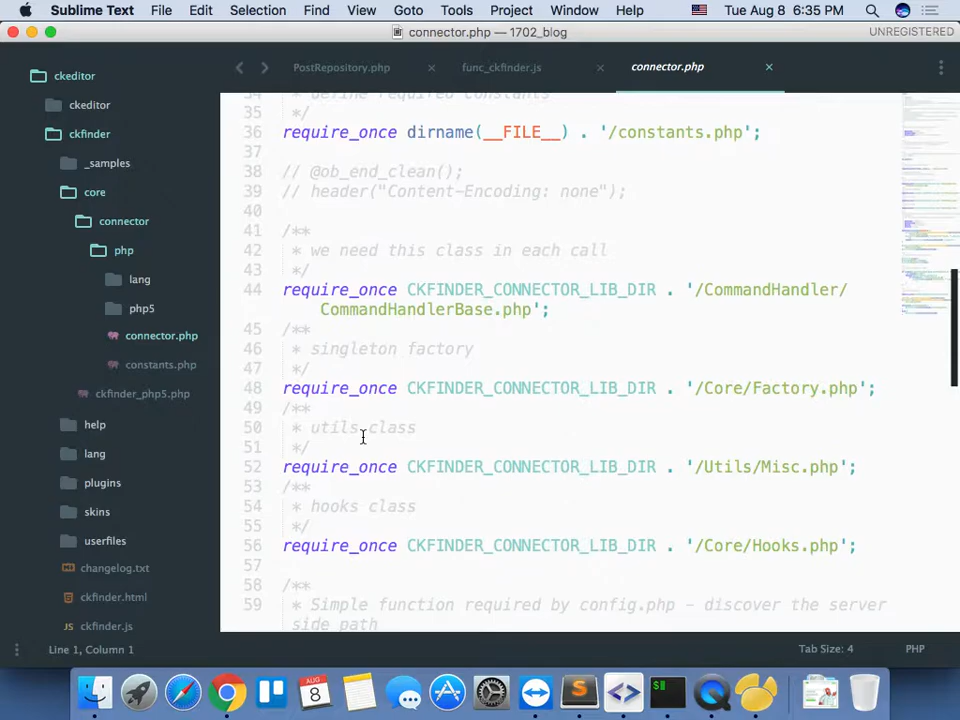 Sublime Text File Edit Selection Find View Goto Tools Project Window Help Tue Aug 8 6:35 PM
connector.php — 1702_blog UNREGISTERED
PostRepository.php × func_ckfinder.js × connector.php ×
ckeditor
ckeditor
ckfinder
_samples
core
connector
php
lang
php5
connector.php
constants.php
ckfinder_php5.php
help
lang
plugins
skins
userfiles
changelog.txt
ckfinder.html
JS ckfinder.js
34 * define required constants
35 */
36 require_once dirname(__FILE__) . '/constants.php';
37
38 // @ob_end_clean();
39 // header("Content-Encoding: none");
40
41 /**
42 * we need this class in each call
43 */
44 require_once CKFINDER_CONNECTOR_LIB_DIR . '/CommandHandler/
CommandHandlerBase.php';
45 /**
46 * singleton factory
47 */
48 require_once CKFINDER_CONNECTOR_LIB_DIR . '/Core/Factory.php';
49 /**
50 * utils class
51 */
52 require_once CKFINDER_CONNECTOR_LIB_DIR . '/Utils/Misc.php';
53 /**
54 * hooks class
55 */
56 require_once CKFINDER_CONNECTOR_LIB_DIR . '/Core/Hooks.php';
57
58 /**
59 * Simple function required by config.php - discover the server
side path
Line 1, Column 1 Tab Size: 4 PHP
AUG
8